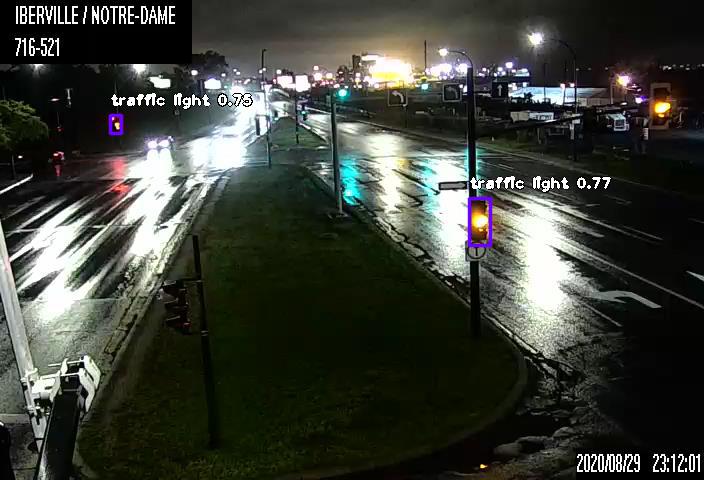 IBERVILLE / NOTRE-DAME
716-521
traffic light 0.75
traffic light 0.77
2020/08/29 23:12:01